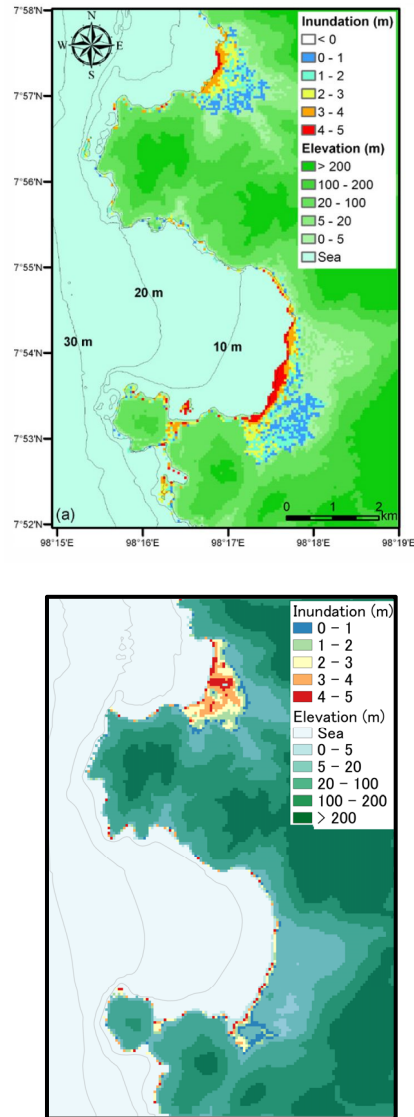 7°58'N
N
W
E
S
7°57'N
7°56'N
7°55'N
7°54'N
7°53'N
7°52'N
20 m
30 m
10 m
(a)
Inundation (m)
< 0
0 - 1
1 - 2
2 - 3
3 - 4
4 - 5
Elevation (m)
> 200
100 - 200
20 - 100
5 - 20
0 - 5
Sea
0 1 2
km
98°15'E 98°16'E 98°17'E 98°18'E 98°19'E
Inundation (m)
0 - 1
1 - 2
2 - 3
3 - 4
4 - 5
Elevation (m)
Sea
0 - 5
5 - 20
20 - 100
100 - 200
> 200